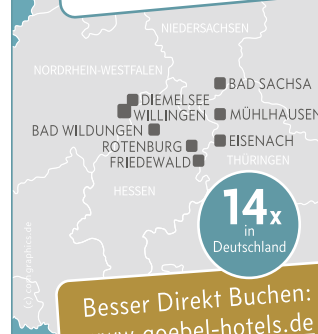 NIEDERSACHSEN
NORDRHEIN-WESTFALEN
BAD SACHSA
DIEMELSEE
WILLINGEN
MÜHLHAUSEN
BAD WILDUNGEN
EISENACH
ROTENBURG
FRIEDEWALD
THÜRINGEN
HESSEN
14x
in
Deutschland
Besser Direkt Buchen:
www.goebel-hotels.de